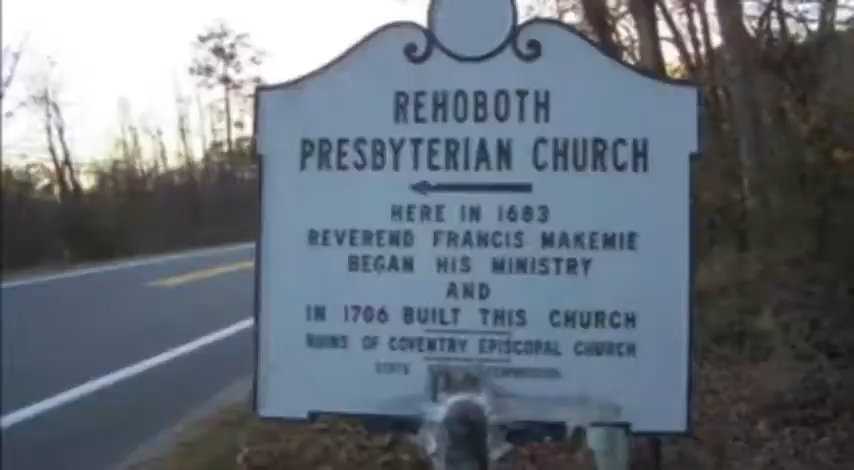 REHOBOTH
PRESBYTERIAN CHURCH
HERE IN 1683
REVEREND FRANCIS MAKEMIE
BEGAN HIS MINISTRY
AND
IN 1706 BUILT THIS CHURCH
RUINS OF COVENTRY EPISCOPAL CHURCH
STATE